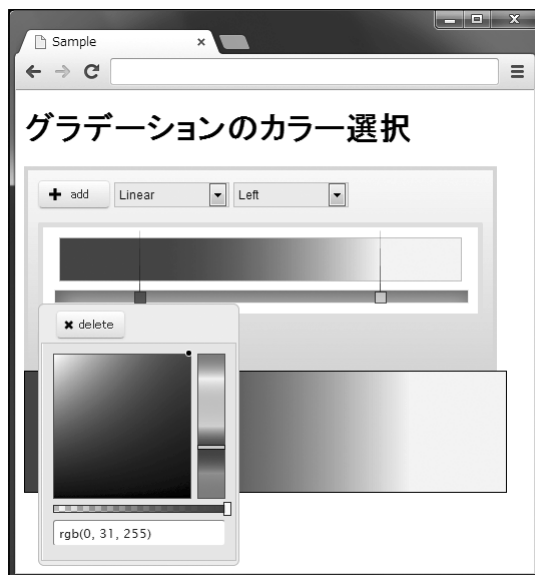 Sample
グラデーションのカラー選択
add Linear Left
delete
rgb(0, 31, 255)